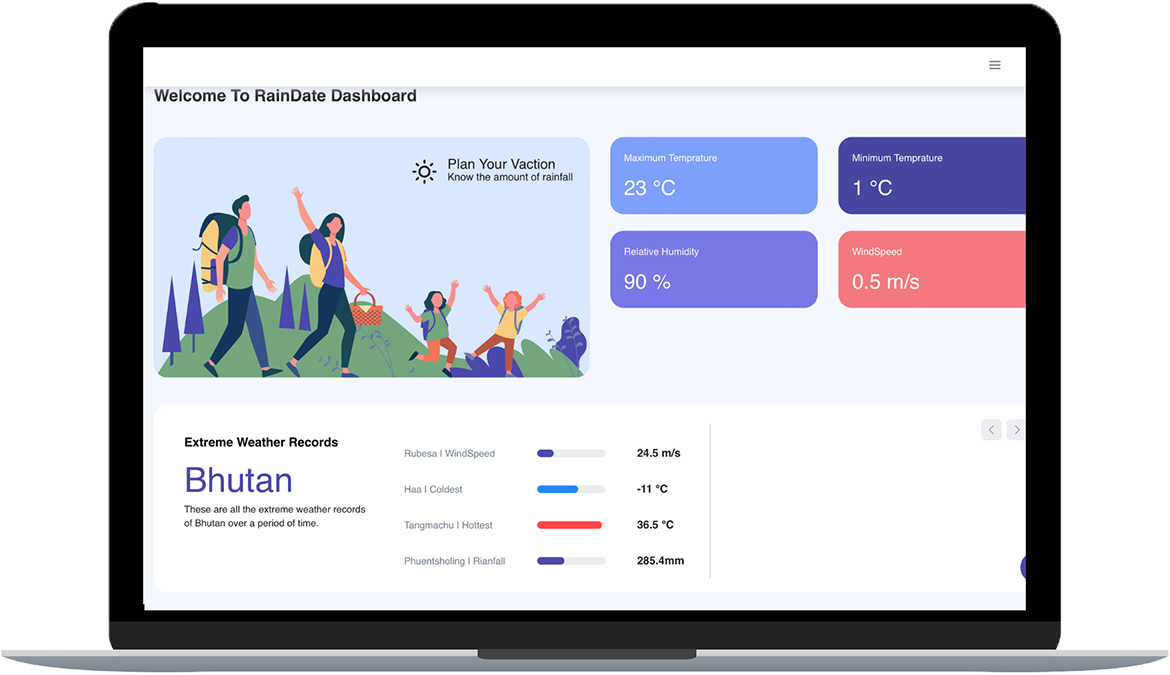 Welcome To RainDate Dashboard
Plan Your Vaction
Know the amount of rainfall
Maximum Temprature
23 °C
Minimum Temprature
1 °C
Relative Humidity
90 %
WindSpeed
0.5 m/s
Extreme Weather Records
Bhutan
These are all the extreme weather records
of Bhutan over a period of time.
Rubesa | WindSpeed 24.5 m/s
Haa | Coldest -11 °C
Tangmachu | Hottest 36.5 °C
Phuentsholing | Rianfall 285.4mm